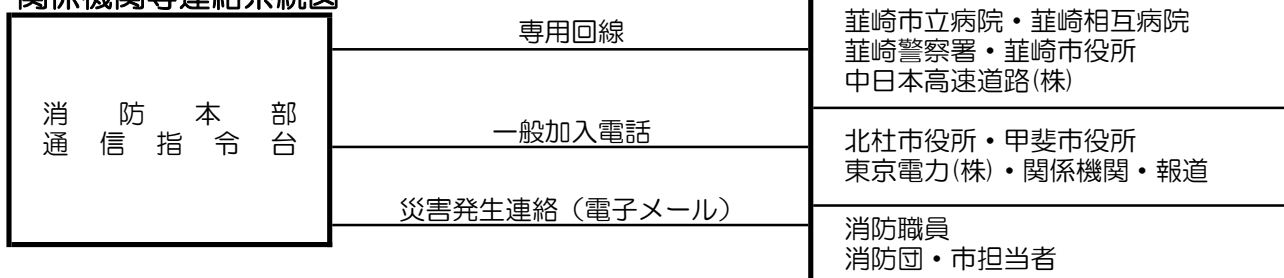 関係機関等連絡系統図
消防本部
通信指令台
専用回線
一般加入電話
災害発生連絡（電子メール）
韮崎市立病院・韮崎相互病院
韮崎警察署・韮崎市役所
中日本高速道路(株)
北杜市役所・甲斐市役所
東京電力(株)・関係機関・報道
消防職員
消防団・市担当者